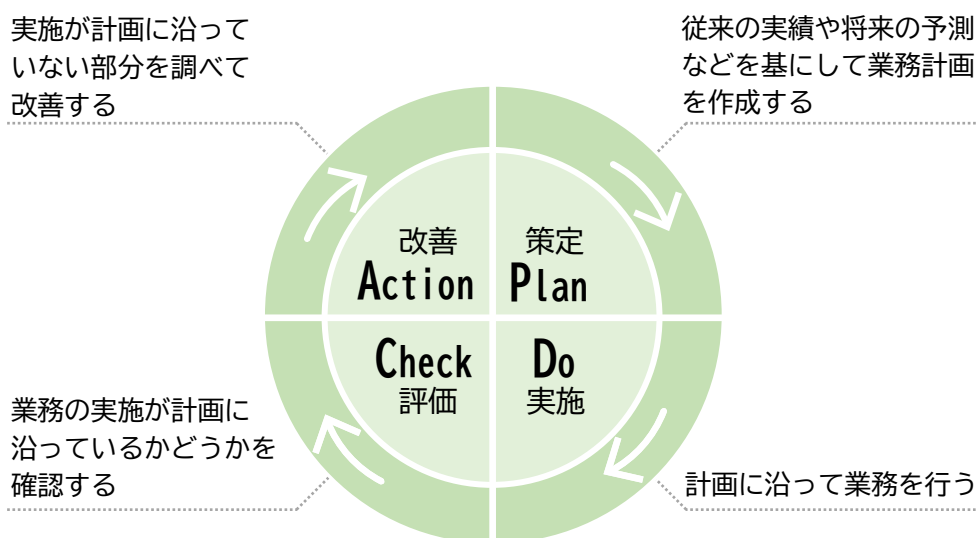 実施が計画に沿って
いない部分を調べて
改善する
従来の実績や将来の予測
などを基にして業務計画
を作成する
改善
Action
策定
Plan
Check
評価
Do
実施
業務の実施が計画に
沿っているかどうかを
確認する
計画に沿って業務を行う